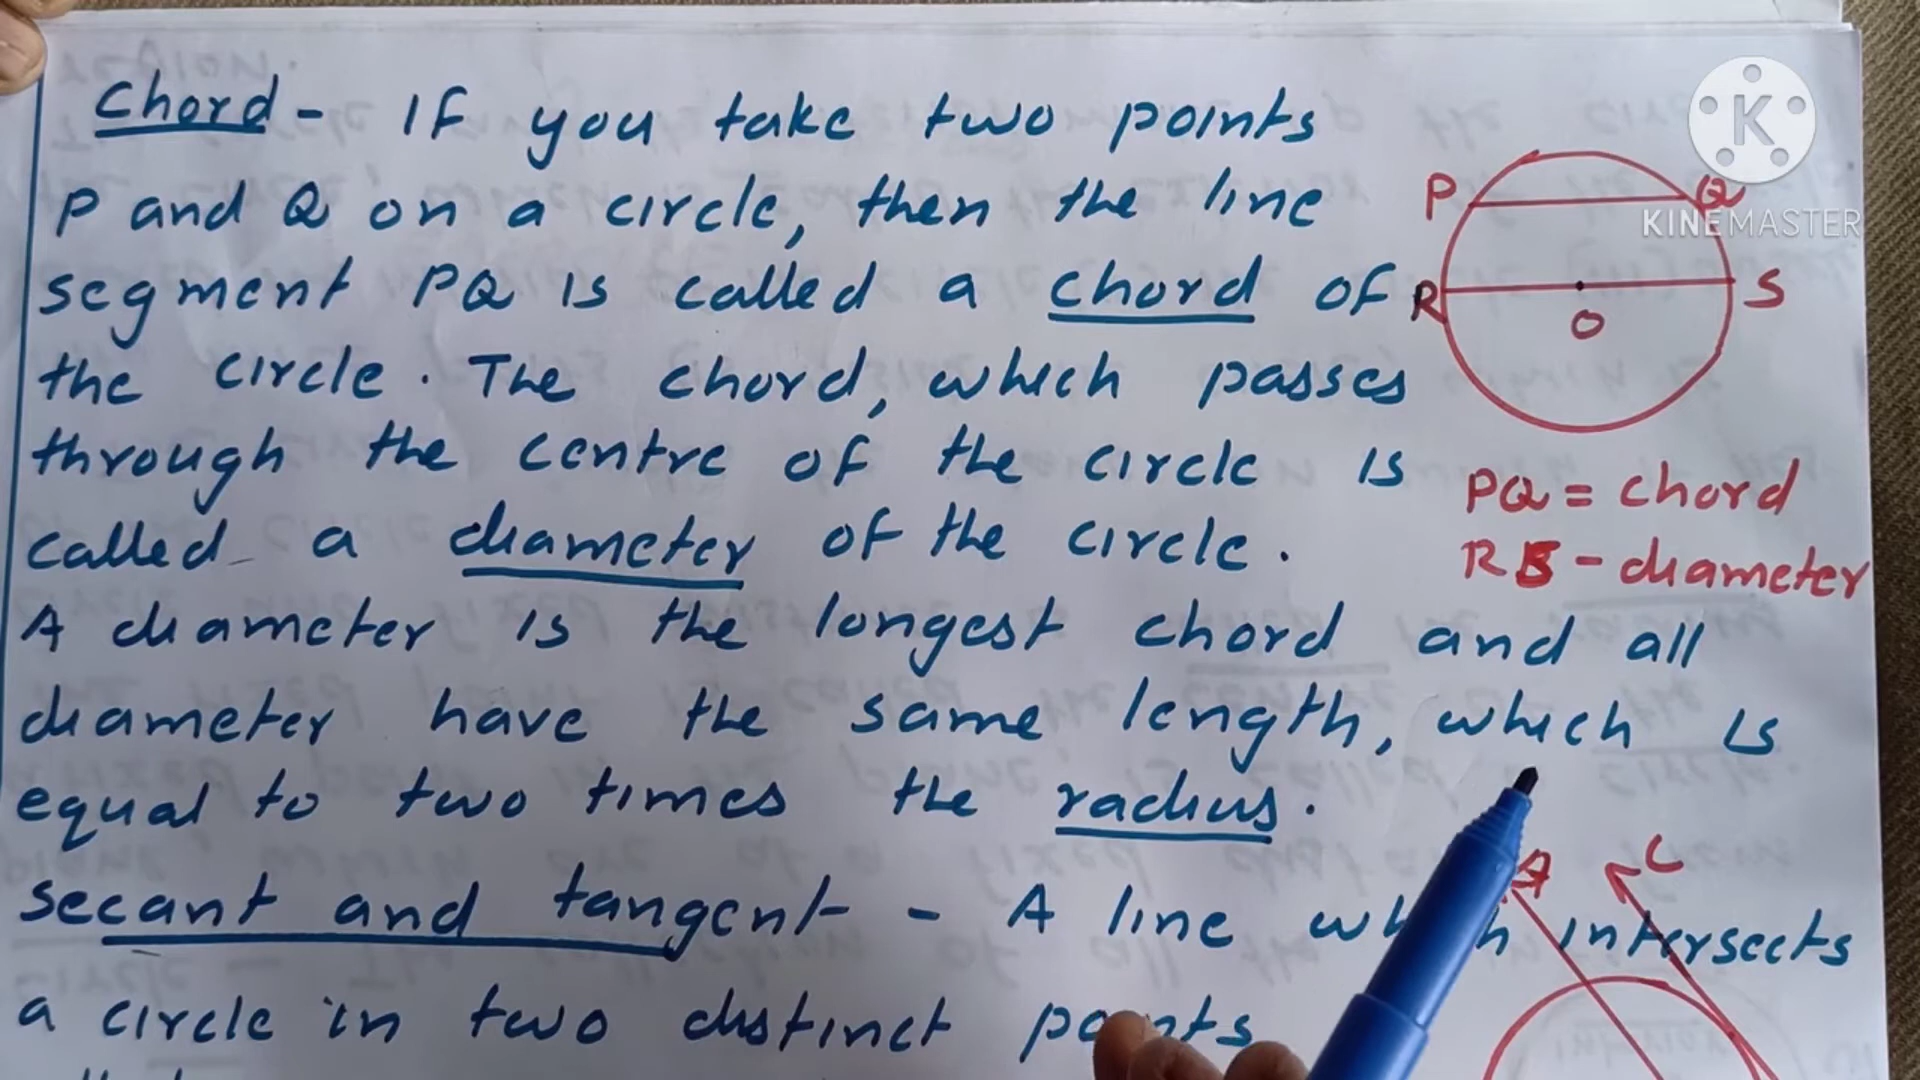 Chord - If you take two points
P and Q on a circle, then the line
segment PQ is called a chord of
the circle. The chord, which passes
through the centre of the circle is
called a diameter of the circle.
A diameter is the longest chord and all
diameter have the same length, which is
equal to two times the radius.
secant and tangent - A line which intersects
a circle in two distinct points
P
Q
R
S
O
PQ = chord
RS - diameter
A
C
K
KINEMASTER